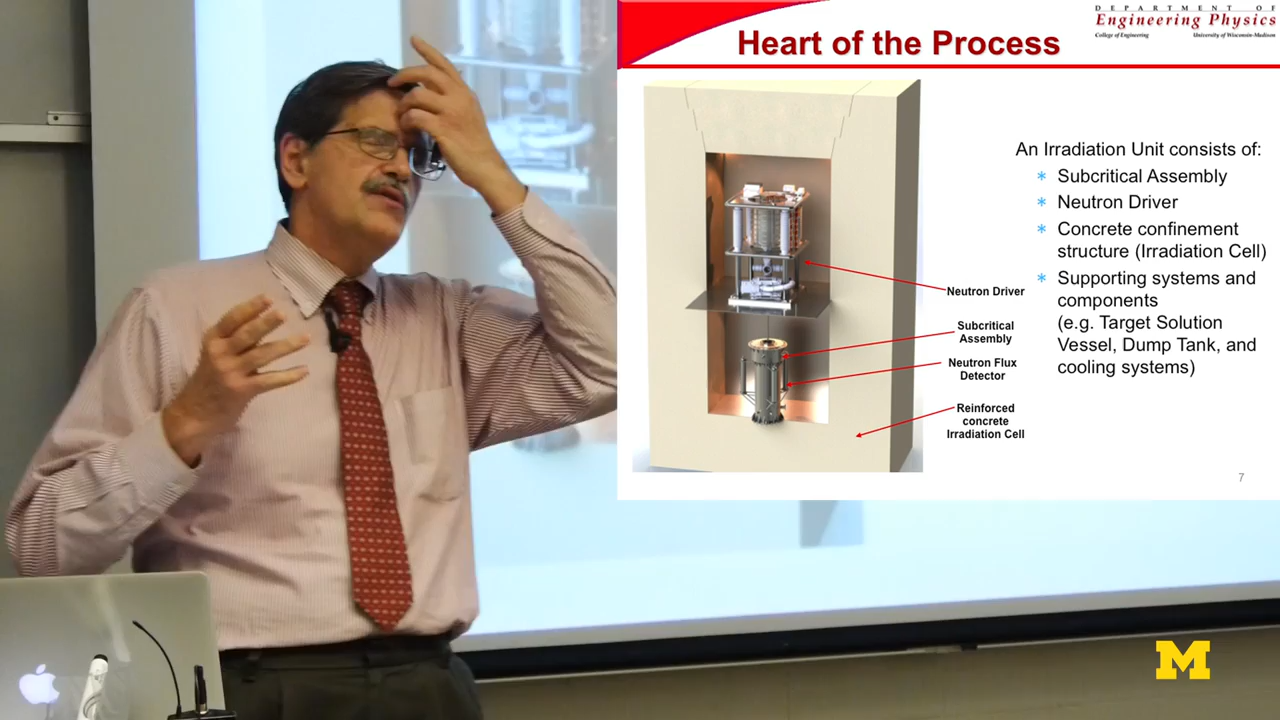 Heart of the Process
DEPARTMENT OF
Engineering Physics
College of Engineering University of Wisconsin-Madison
An Irradiation Unit consists of:
* Subcritical Assembly
* Neutron Driver
* Concrete confinement
structure (Irradiation Cell)
* Supporting systems and
components
(e.g. Target Solution
Vessel, Dump Tank, and
cooling systems)
Neutron Driver
Subcritical
Assembly
Neutron Flux
Detector
Reinforced
concrete
Irradiation Cell
7
M